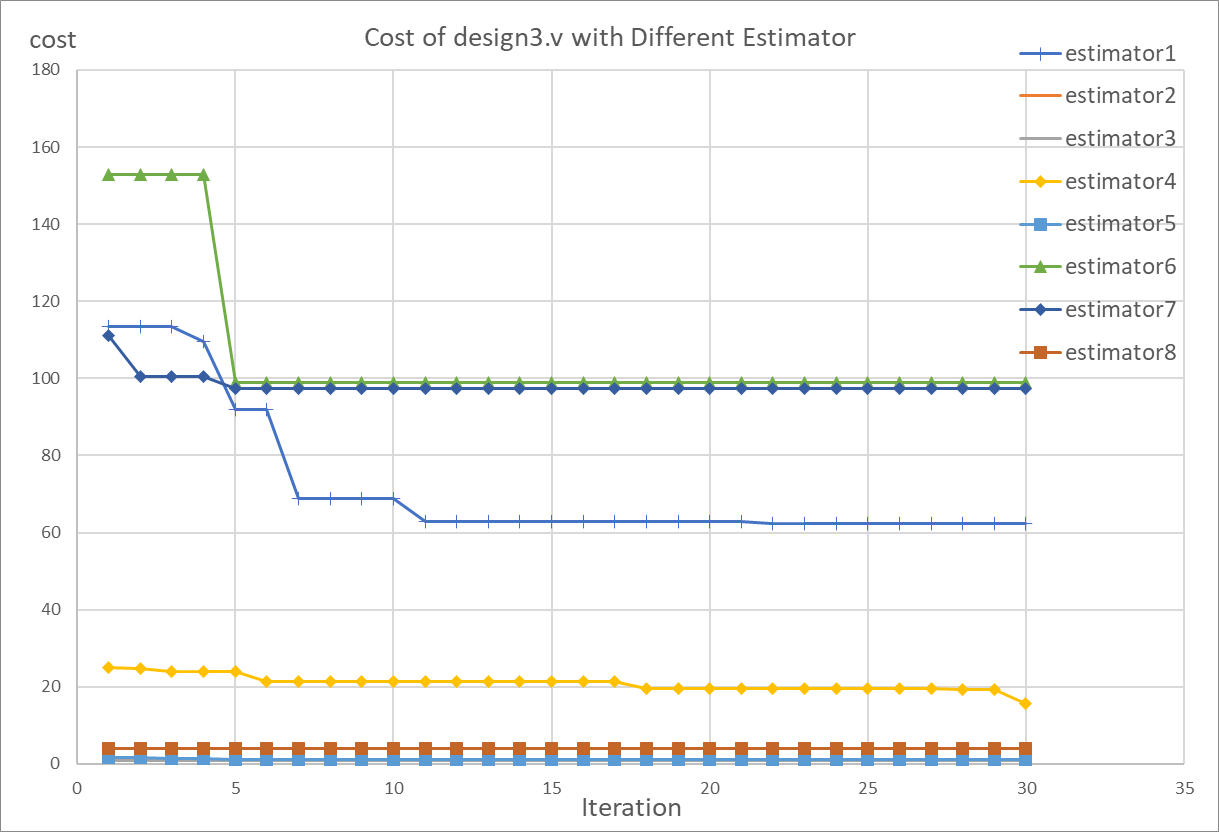 Cost of design3.v with Different Estimator
cost
180
160
140
120
100
80
60
40
20
0
0 5 10 15 20 25 30 35
Iteration
estimator1
estimator2
estimator3
estimator4
estimator5
estimator6
estimator7
estimator8